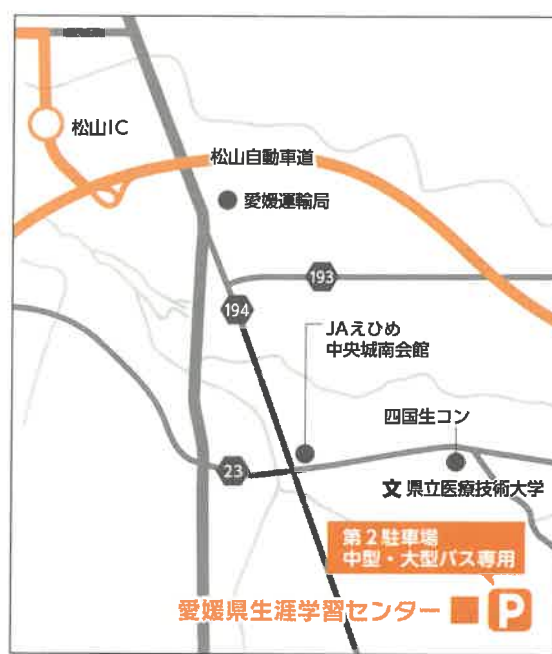 松山IC
松山自動車道
愛媛運輸局
193
194
JAえひめ
中央城南会館
四国生コン
23
文 県立医療技術大学
第2駐車場
中型・大型バス専用
愛媛県生涯学習センター
P